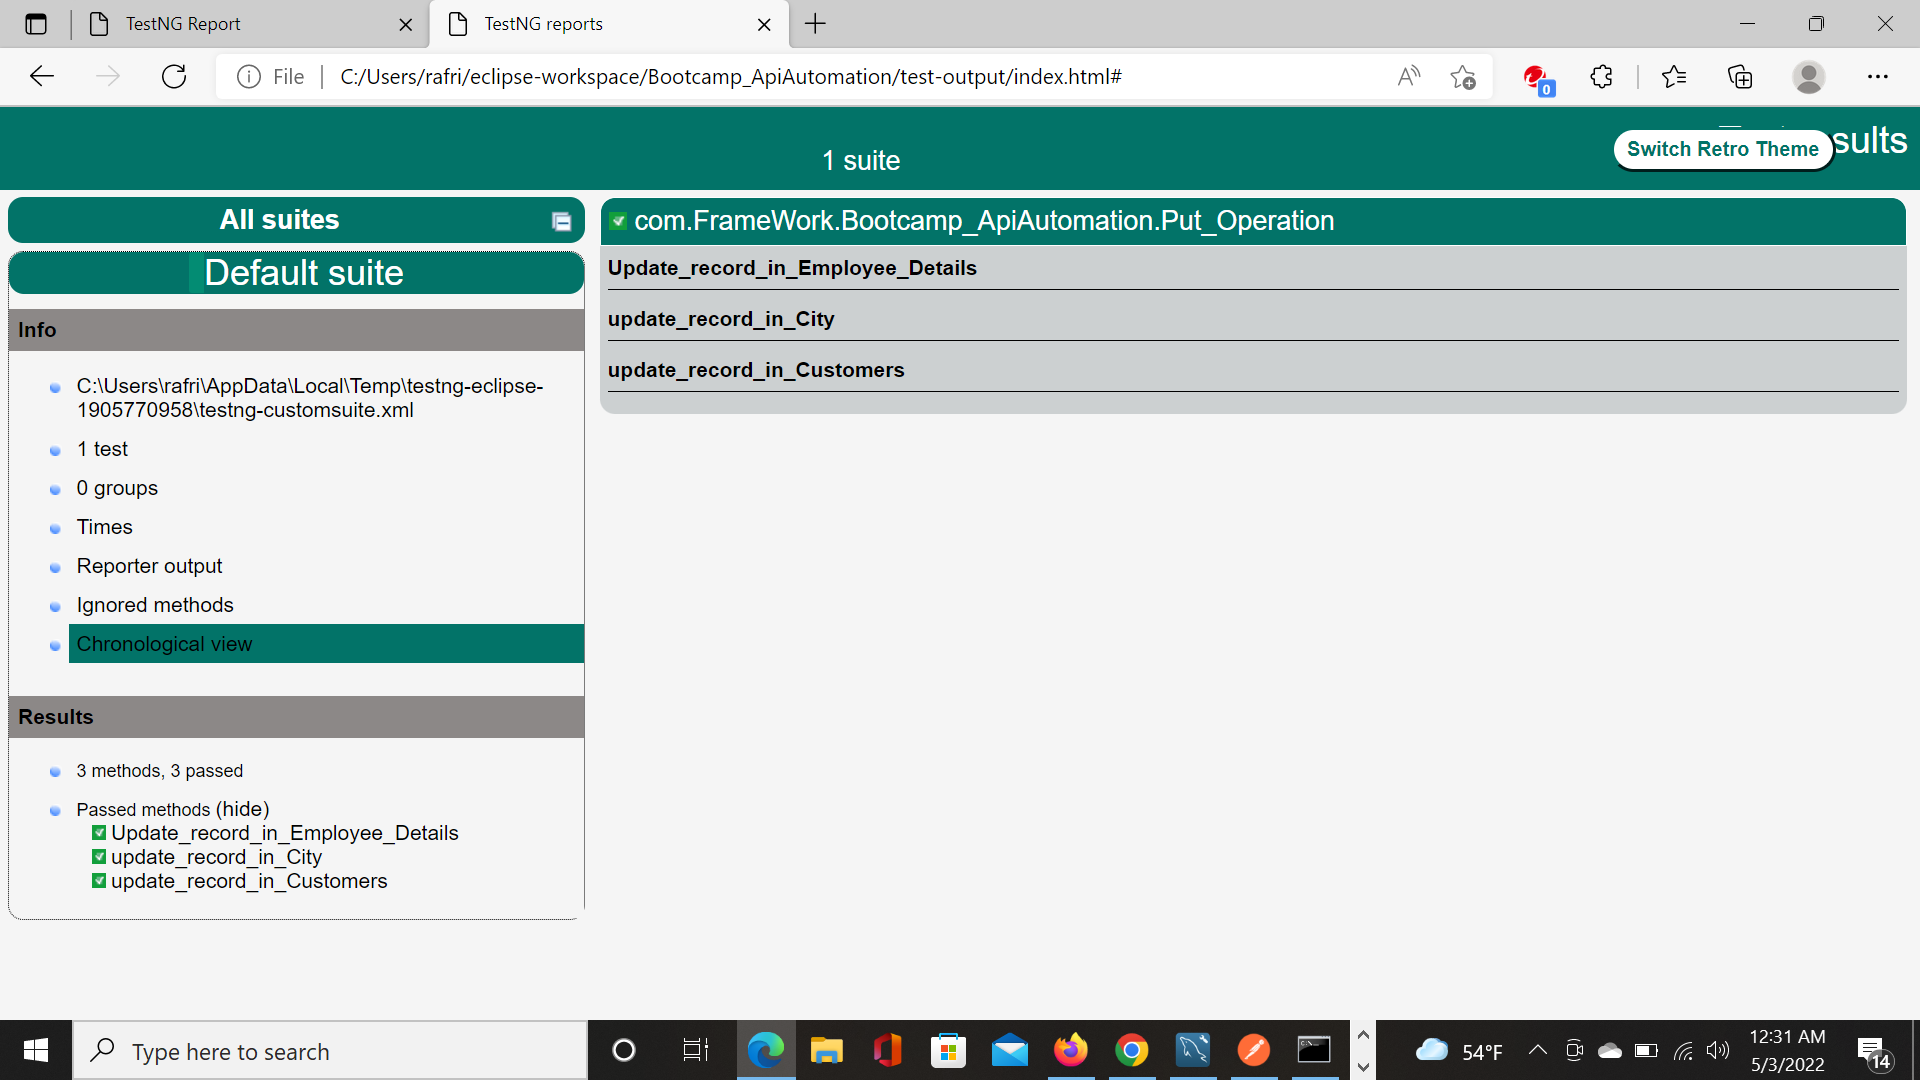 TestNG Report
TestNG reports
File
C:/Users/rafri/eclipse-workspace/Bootcamp_ApiAutomation/test-output/index.html#
0
1 suite
Switch Retro Theme
sults
All suites
Default suite
Info
C:\Users\rafri\AppData\Local\Temp\testng-eclipse-
1905770958\testng-customsuite.xml
1 test
0 groups
Times
Reporter output
Ignored methods
Chronological view
Results
3 methods, 3 passed
Passed methods (hide)
Update_record_in_Employee_Details
update_record_in_City
update_record_in_Customers
com.FrameWork.Bootcamp_ApiAutomation.Put_Operation
Update_record_in_Employee_Details
update_record_in_City
update_record_in_Customers
Type here to search
54°F
12:31 AM
5/3/2022
14